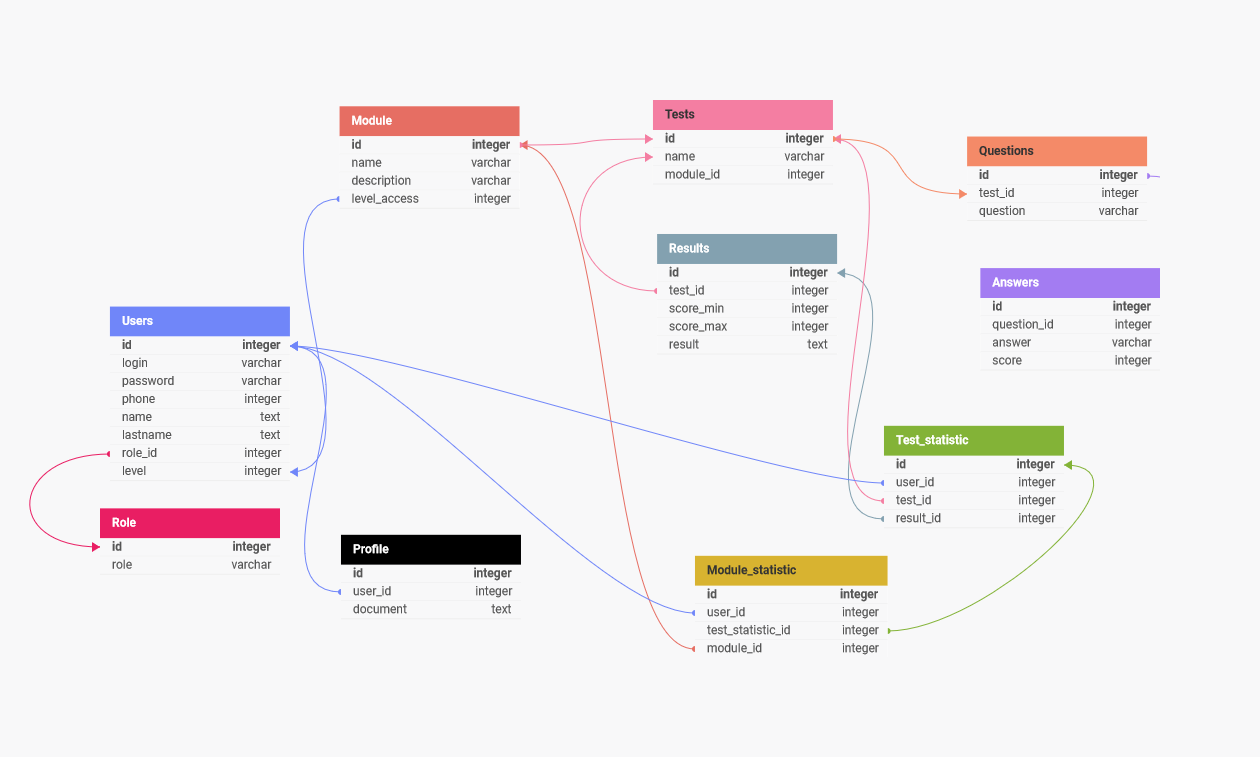 Module
id integer
name varchar
description varchar
level_access integer
Tests
id integer
name varchar
module_id integer
Questions
id integer
test_id integer
question varchar
Results
id integer
test_id integer
score_min integer
score_max integer
result text
Answers
id integer
question_id integer
answer varchar
score integer
Users
id integer
login varchar
password varchar
phone integer
name text
lastname text
role_id integer
level integer
Test_statistic
id integer
user_id integer
test_id integer
result_id integer
Role
id integer
role varchar
Profile
id integer
user_id integer
document text
Module_statistic
id integer
user_id integer
test_statistic_id integer
module_id integer